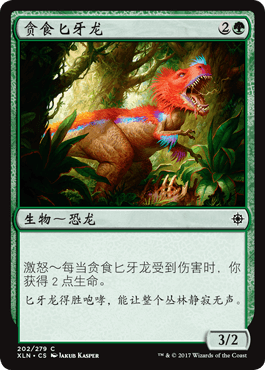 贪食匕牙龙 2
生物～恐龙
激怒～每当贪食匕牙龙受到伤害时，你
获得2点生命。
匕牙龙得胜咆哮，能让整个丛林静寂无声。
3/2
202/279 C
XLN • CS Jakub Kasper
™ & © 2017 Wizards of the Coast